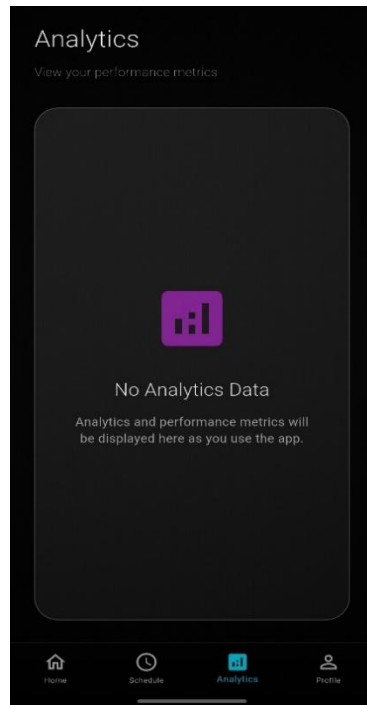 Analytics
View your performance metrics
No Analytics Data
Analytics and performance metrics will
be displayed here as you use the app.
Home
Schedule
Analytics
Profile